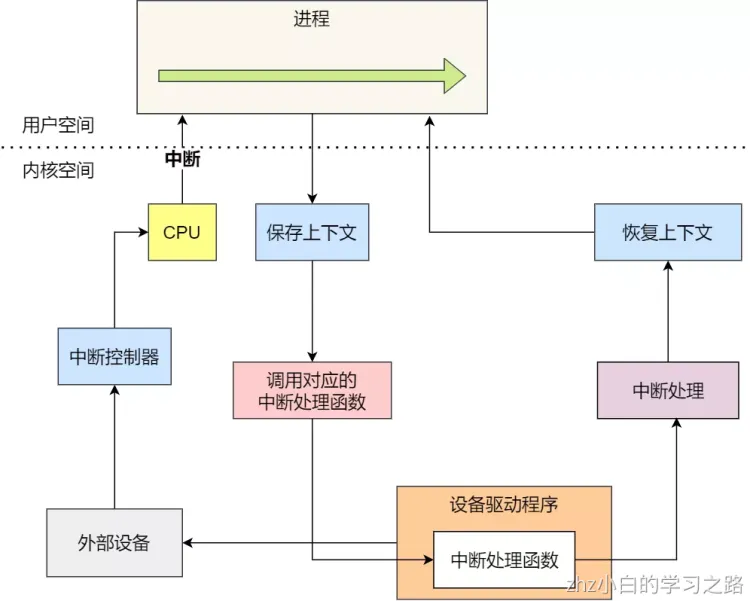 进程
用户空间
中断
内核空间
CPU
保存上下文
恢复上下文
中断控制器
调用对应的
中断处理函数
中断处理
设备驱动程序
外部设备
中断处理函数
zhz小白的学习之路